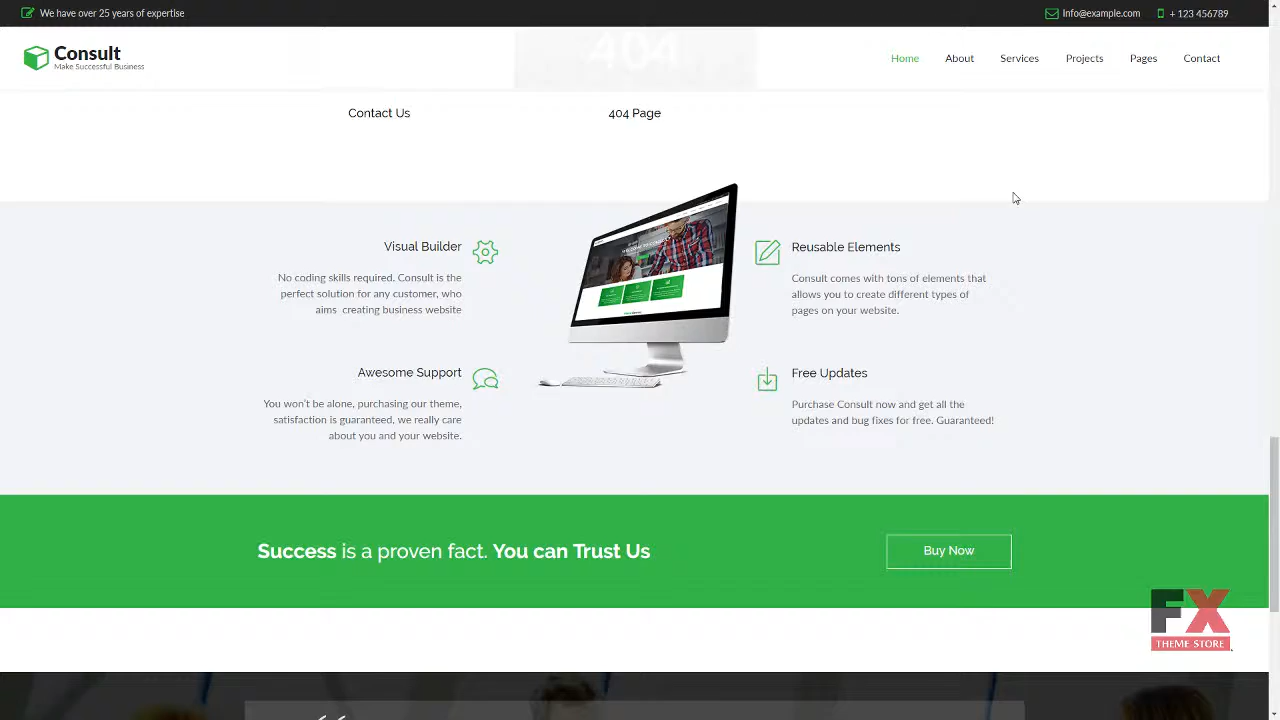 We have over 25 years of expertise
Info@example.com
+ 123 456789
Consult
Make Successful Business
404
Home
About
Services
Projects
Pages
Contact
Contact Us
404 Page
Visual Builder
No coding skills required. Consult is the
perfect solution for any customer, who
aims creating business website
Reusable Elements
Consult comes with tons of elements that
allows you to create different types of
pages on your website.
Awesome Support
You won't be alone, purchasing our theme,
satisfaction is guaranteed, we really care
about you and your website.
Free Updates
Purchase Consult now and get all the
updates and bug fixes for free. Guaranteed!
Success is a proven fact. You can Trust Us
Buy Now
FX
THEME STORE